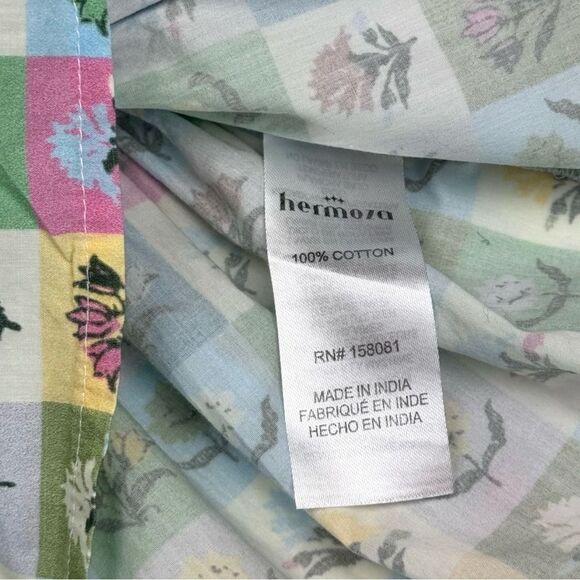 hermoza
100% COTTON
RN# 158081
MADE IN INDIA
FABRIQUÉ EN INDE
HECHO EN INDIA